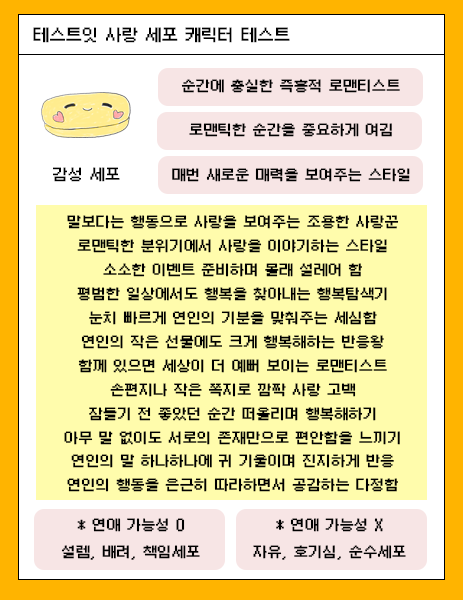 테스트잇 사랑 세포 캐릭터 테스트
순간에 충실한 즉흥적 로맨티스트
로맨틱한 순간을 중요하게 여김
감성 세포
매번 새로운 매력을 보여주는 스타일
말보다는 행동으로 사랑을 보여주는 조용한 사랑꾼
로맨틱한 분위기에서 사랑을 이야기하는 스타일
소소한 이벤트 준비하며 몰래 설레어 함
평범한 일상에서도 행복을 찾아내는 행복탐색기
눈치 빠르게 연인의 기분을 맞춰주는 세심함
연인의 작은 선물에도 크게 행복해하는 반응왕
함께 있으면 세상이 더 예뻐 보이는 로맨티스트
손편지나 작은 쪽지로 깜짝 사랑 고백
잠들기 전 좋았던 순간 떠올리며 행복해하기
아무 말 없이도 서로의 존재만으로 편안함을 느끼기
연인의 말 하나하나에 귀 기울이며 진지하게 반응
연인의 행동을 은근히 따라하면서 공감하는 다정함
* 연애 가능성 O
설렘, 배려, 책임세포
* 연애 가능성 X
자유, 호기심, 순수세포